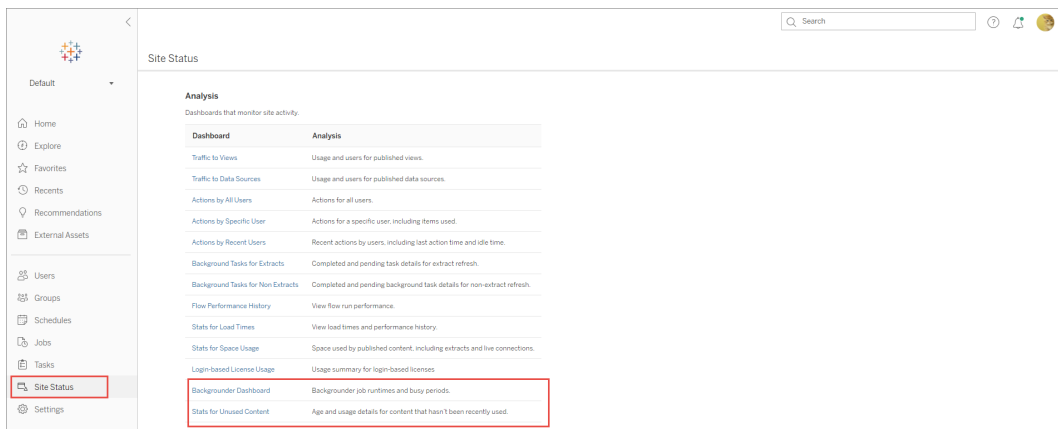 Search
Site Status
Default
Home
Explore
Favorites
Recents
Recommendations
External Assets
Users
Groups
Schedules
Jobs
Tasks
Site Status
Settings
Analysis
Dashboards that monitor site activity.
Dashboard Analysis
Traffic to Views Usage and users for published views.
Traffic to Data Sources Usage and users for published data sources.
Actions by All Users Actions for all users.
Actions by Specific User Actions for a specific user, including items used.
Actions by Recent Users Recent actions by users, including last action time and idle time.
Background Tasks for Extracts Completed and pending task details for extract refresh.
Background Tasks for Non Extracts Completed and pending background task details for non-extract refresh.
Flow Performance History View flow run performance.
Stats for Load Times View load times and performance history.
Stats for Space Usage Space used by published content, including extracts and live connections.
Login-based License Usage Usage summary for login-based licenses
Backgrounder Dashboard Backgrounder job runtimes and busy periods.
Stats for Unused Content Age and usage details for content that hasn't been recently used.